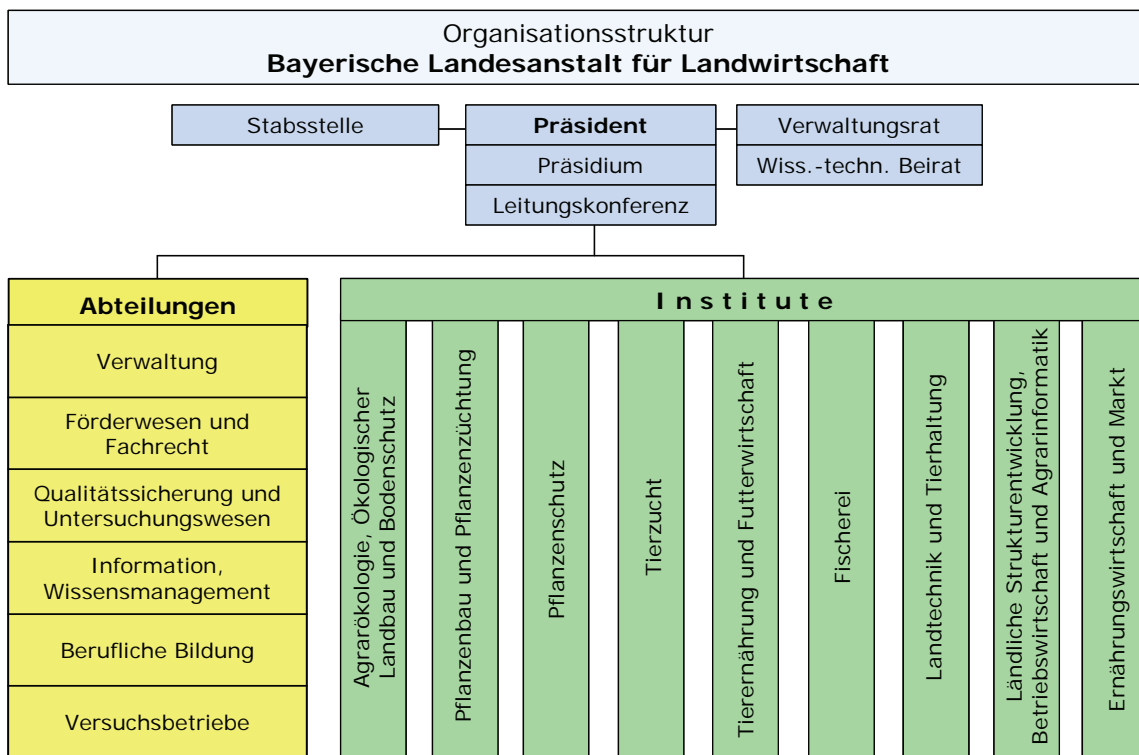 Organisationsstruktur
Bayerische Landesanstalt für Landwirtschaft
Stabsstelle
Präsident
Verwaltungsrat
Präsidium
Wiss.-techn. Beirat
Leitungskonferenz
Abteilungen
Verwaltung
Förderwesen und
Fachrecht
Qualitätssicherung und
Untersuchungswesen
Information,
Wissensmanagement
Berufliche Bildung
Versuchsbetriebe
Institute
Agrarökologie, Ökologischer
Landbau und Bodenschutz
Pflanzenbau und Pflanzenzüchtung
Pflanzenschutz
Tierzucht
Tierernährung und Futterwirtschaft
Fischerei
Landtechnik und Tierhaltung
Ländliche Strukturentwicklung,
Betriebswirtschaft und Agrarinformatik
Ernährungswirtschaft und Markt